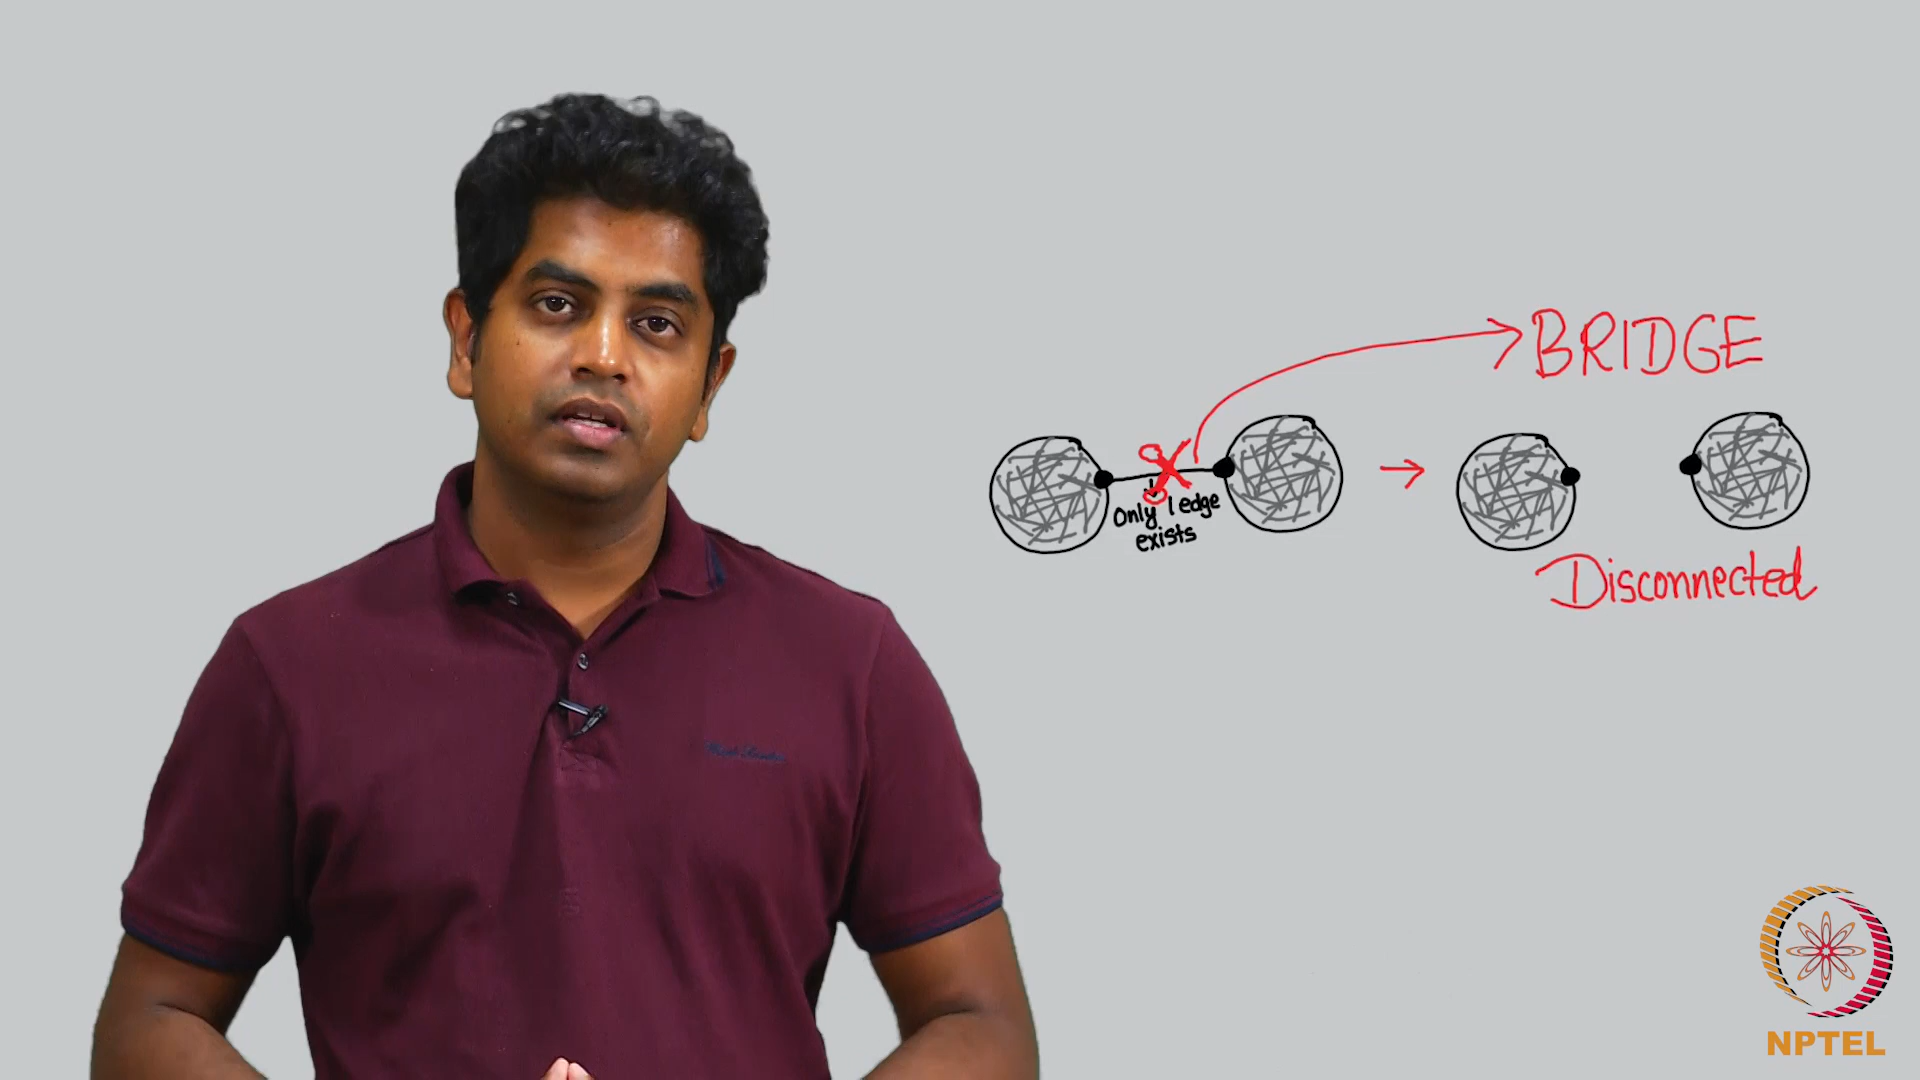 BRIDGE
Only 1 edge
exists
Disconnected
NPTEL